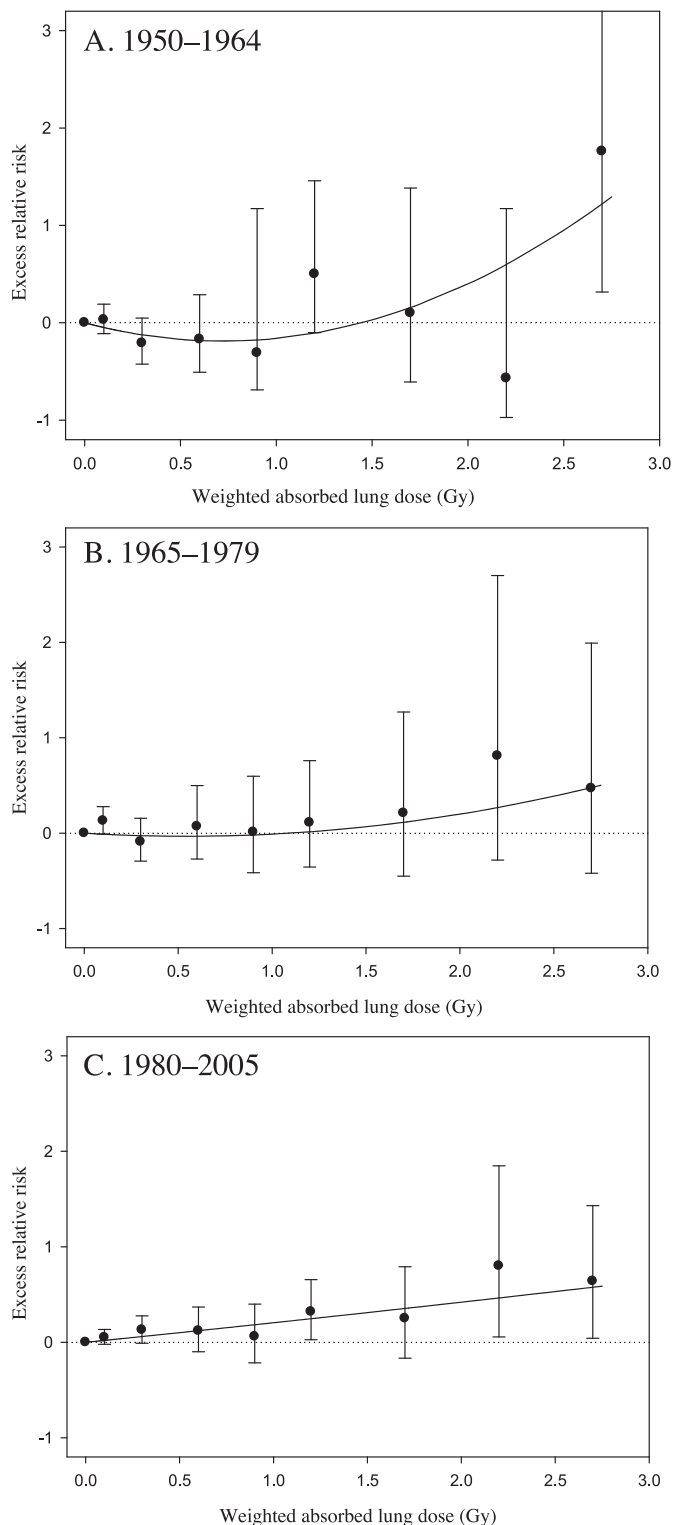 A. 1950–1964
3
2
1
0
-1
Excess relative risk
0.0 0.5 1.0 1.5 2.0 2.5 3.0
Weighted absorbed lung dose (Gy)
B. 1965–1979
3
2
1
0
-1
Excess relative risk
0.0 0.5 1.0 1.5 2.0 2.5 3.0
Weighted absorbed lung dose (Gy)
C. 1980–2005
3
2
1
0
-1
Excess relative risk
0.0 0.5 1.0 1.5 2.0 2.5 3.0
Weighted absorbed lung dose (Gy)